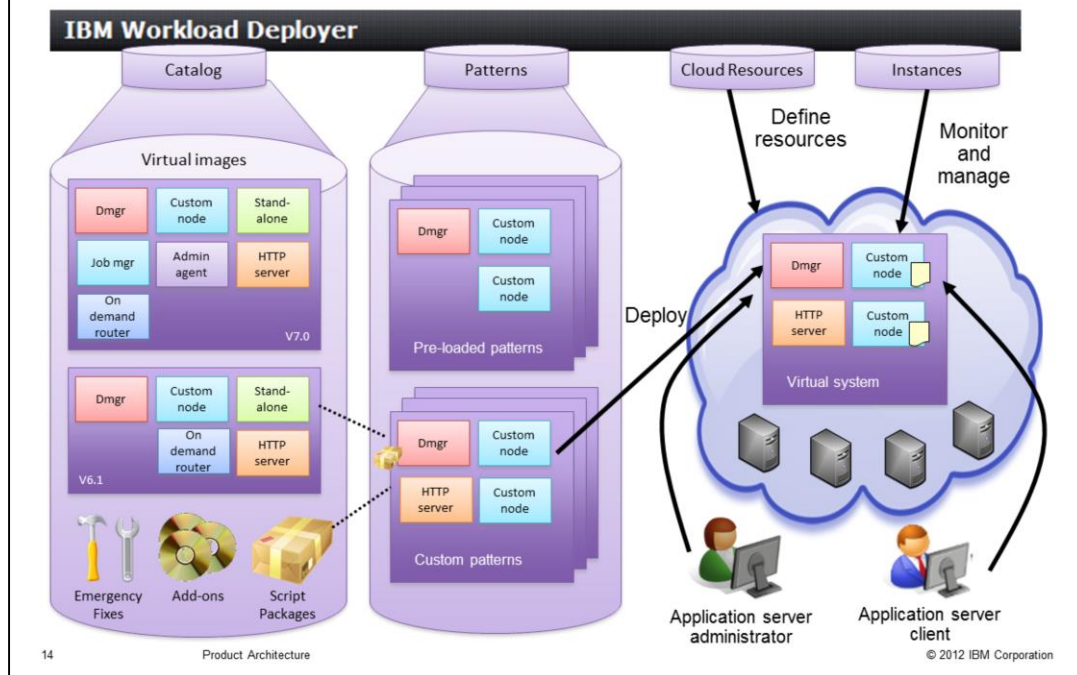 IBM Workload Deployer
Catalog
Patterns
Cloud Resources
Instances
Define
resources
Monitor
and
manage
Virtual images
Dmgr
Custom
node
Stand-
alone
Job mgr
Admin
agent
HTTP
server
On
demand
router
V7.0
Dmgr
Custom
node
Custom
node
Pre-loaded patterns
Deploy
Dmgr
Custom
node
HTTP
server
Custom
node
Virtual system
Dmgr
Custom
node
Stand-
alone
On
demand
router
HTTP
server
V6.1
Dmgr
Custom
node
HTTP
server
Custom
node
Custom patterns
Emergency
Fixes
Add-ons
Script
Packages
Application server
administrator
Application server
client
14
Product Architecture
© 2012 IBM Corporation